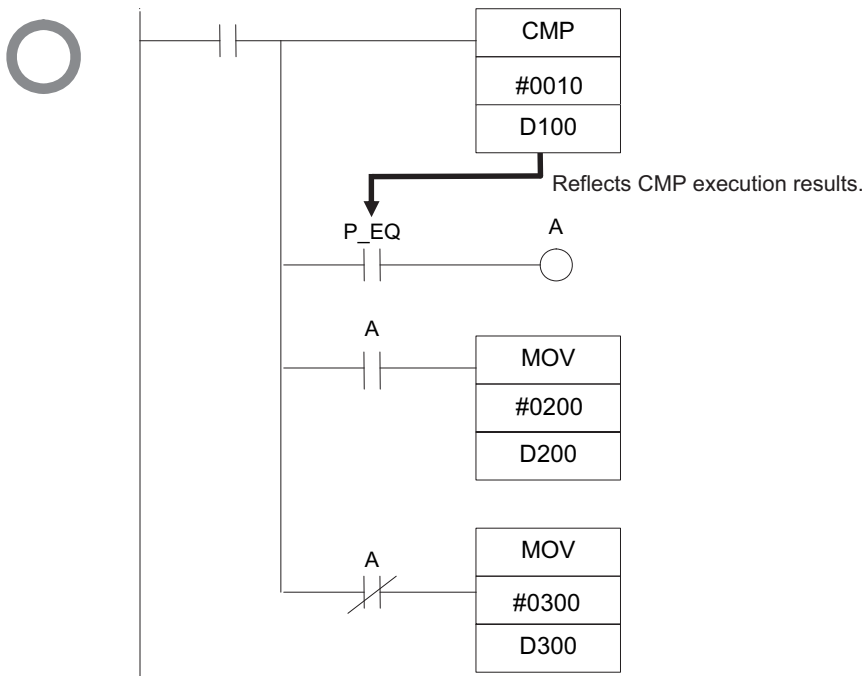 CMP
#0010
D100
Reflects CMP execution results.
P_EQ
A
A
MOV
#0200
D200
A
MOV
#0300
D300